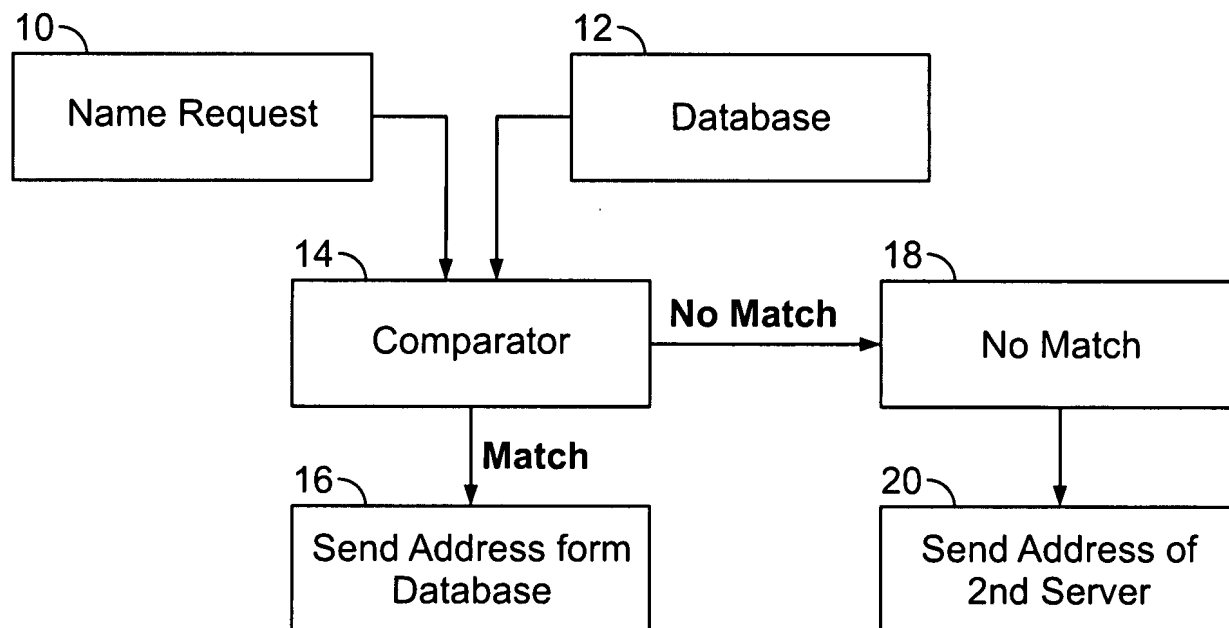 10
Name Request
12
Database
14
Comparator
No Match
18
No Match
Match
16
Send Address form
Database
20
Send Address of
2nd Server